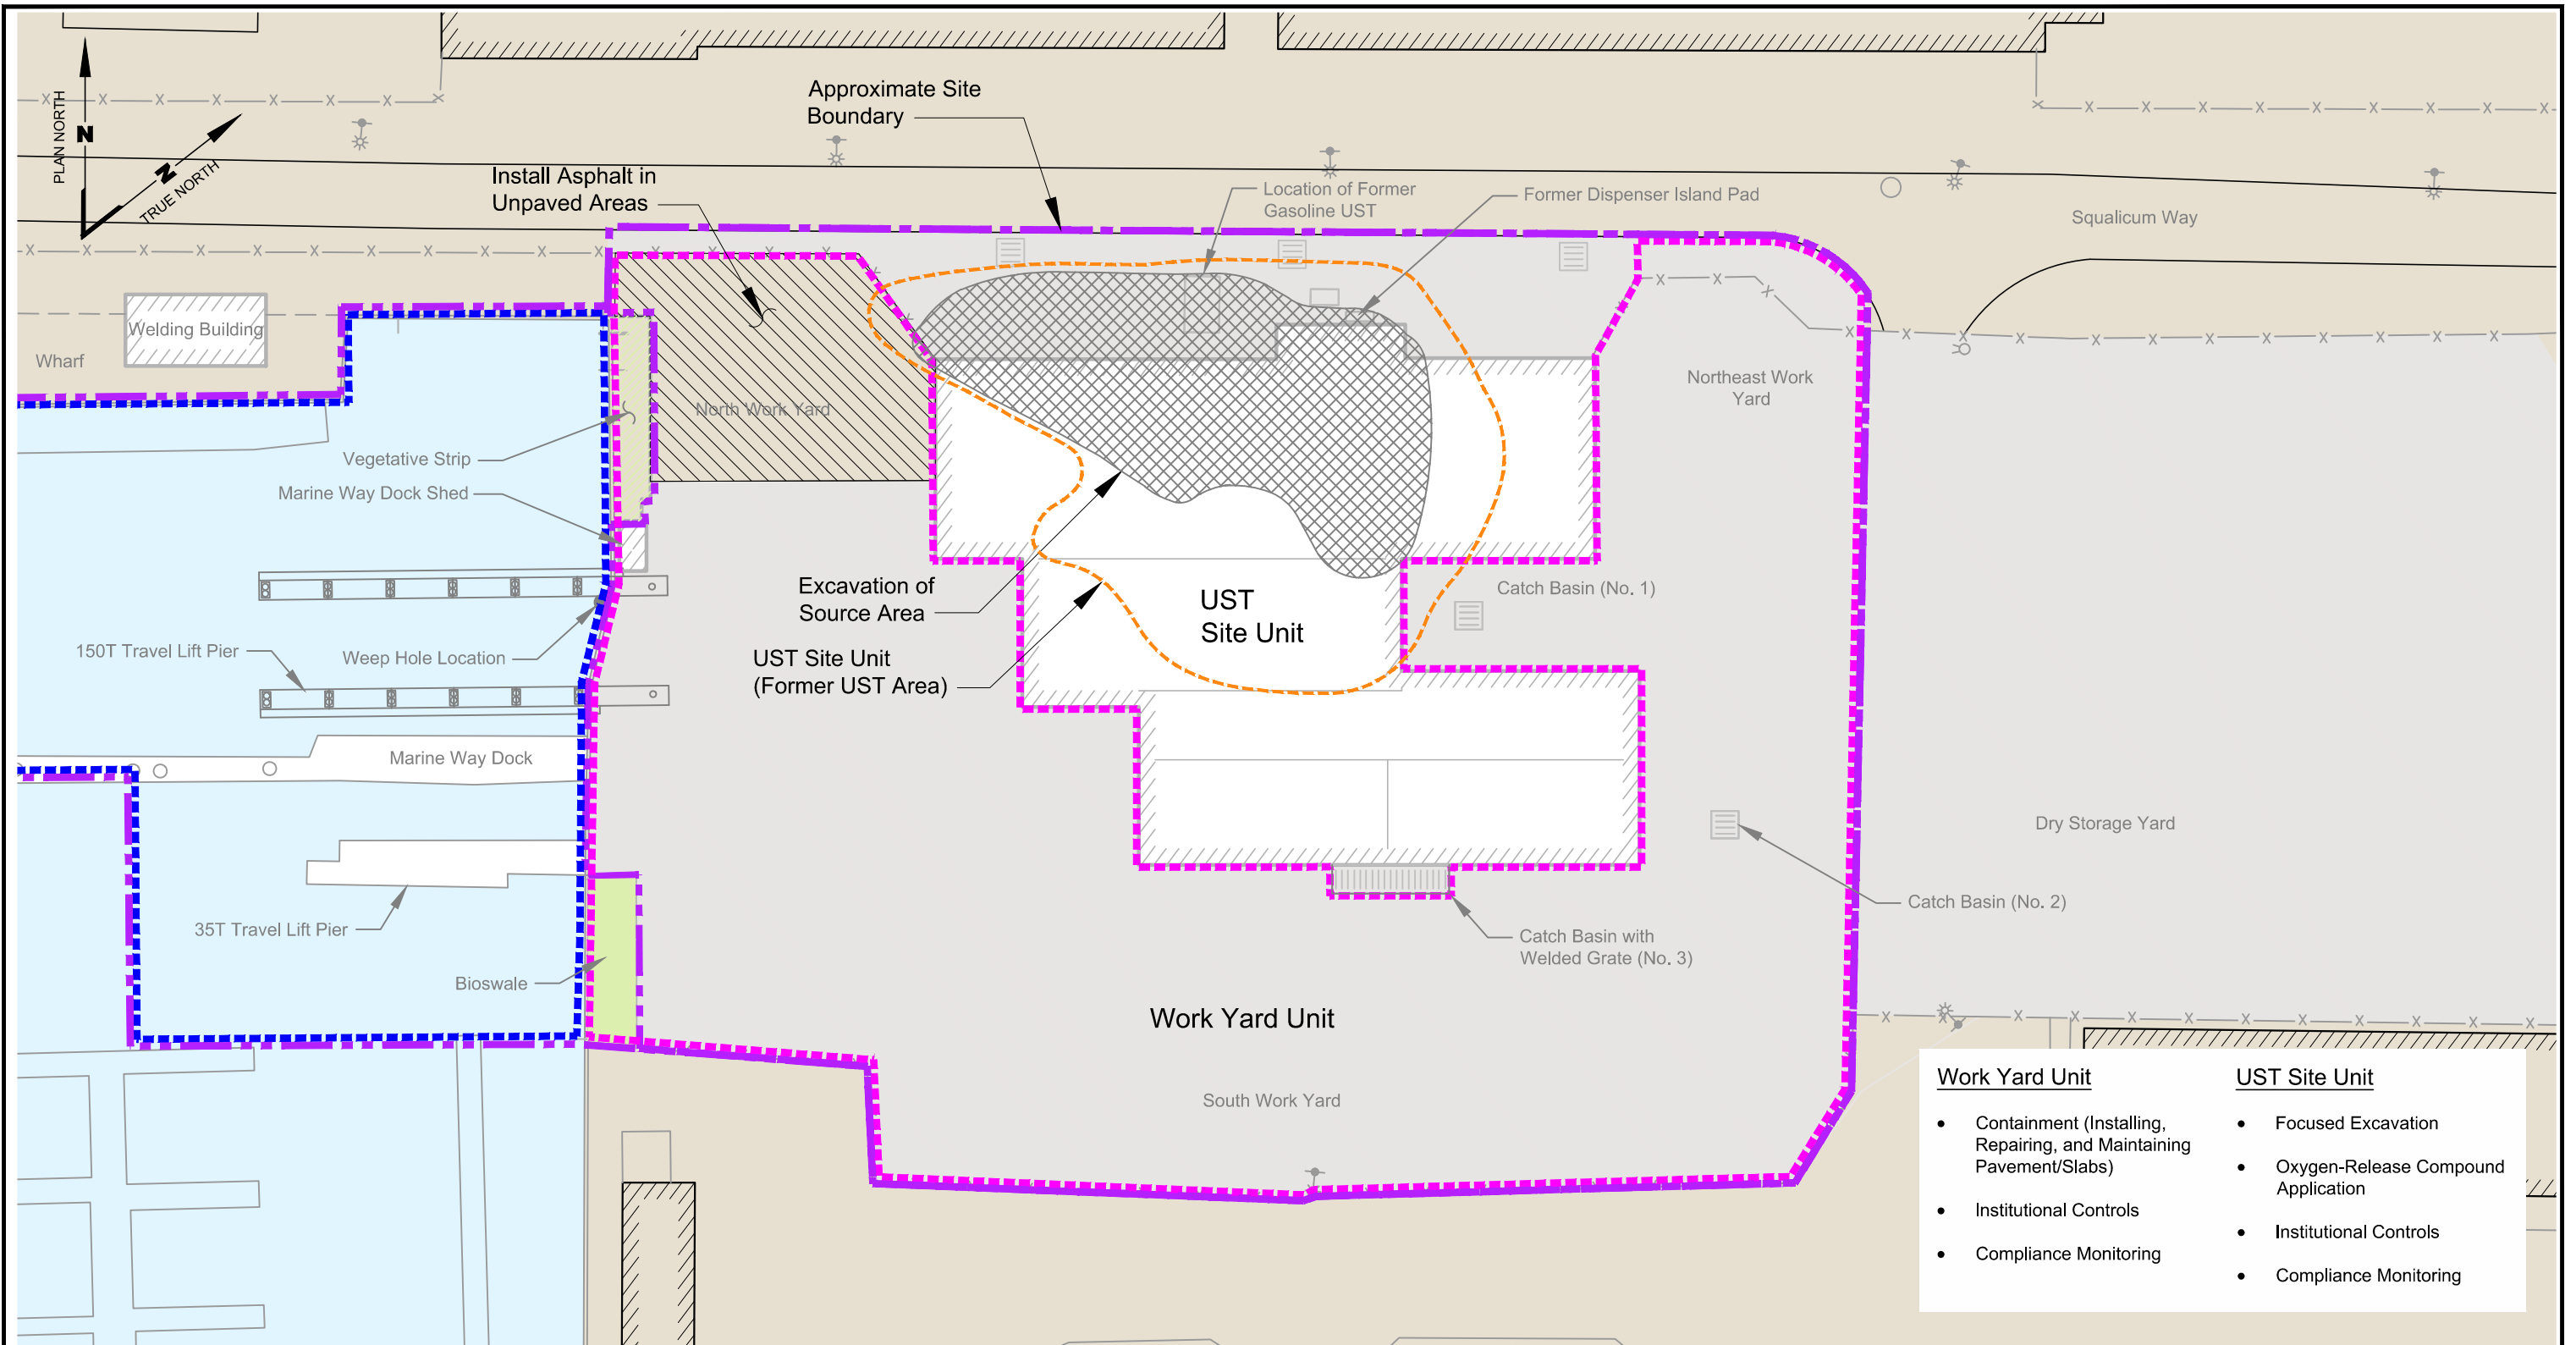 PLAN NORTH
N
N
TRUE NORTH
Approximate Site
Boundary
Install Asphalt in
Unpaved Areas
Location of Former
Gasoline UST
Former Dispenser Island Pad
Squalicum Way
Welding Building
Wharf
North Work Yard
Northeast Work
Yard
Vegetative Strip
Marine Way Dock Shed
Excavation of
Source Area
UST
Site Unit
Catch Basin (No. 1)
150T Travel Lift Pier
Weep Hole Location
UST Site Unit
(Former UST Area)
Marine Way Dock
Dry Storage Yard
35T Travel Lift Pier
Catch Basin (No. 2)
Catch Basin with
Welded Grate (No. 3)
Bioswale
Work Yard Unit
South Work Yard
Work Yard Unit
• Containment (Installing,
Repairing, and Maintaining
Pavement/Slabs)
• Institutional Controls
• Compliance Monitoring
UST Site Unit
• Focused Excavation
• Oxygen-Release Compound
Application
• Institutional Controls
• Compliance Monitoring